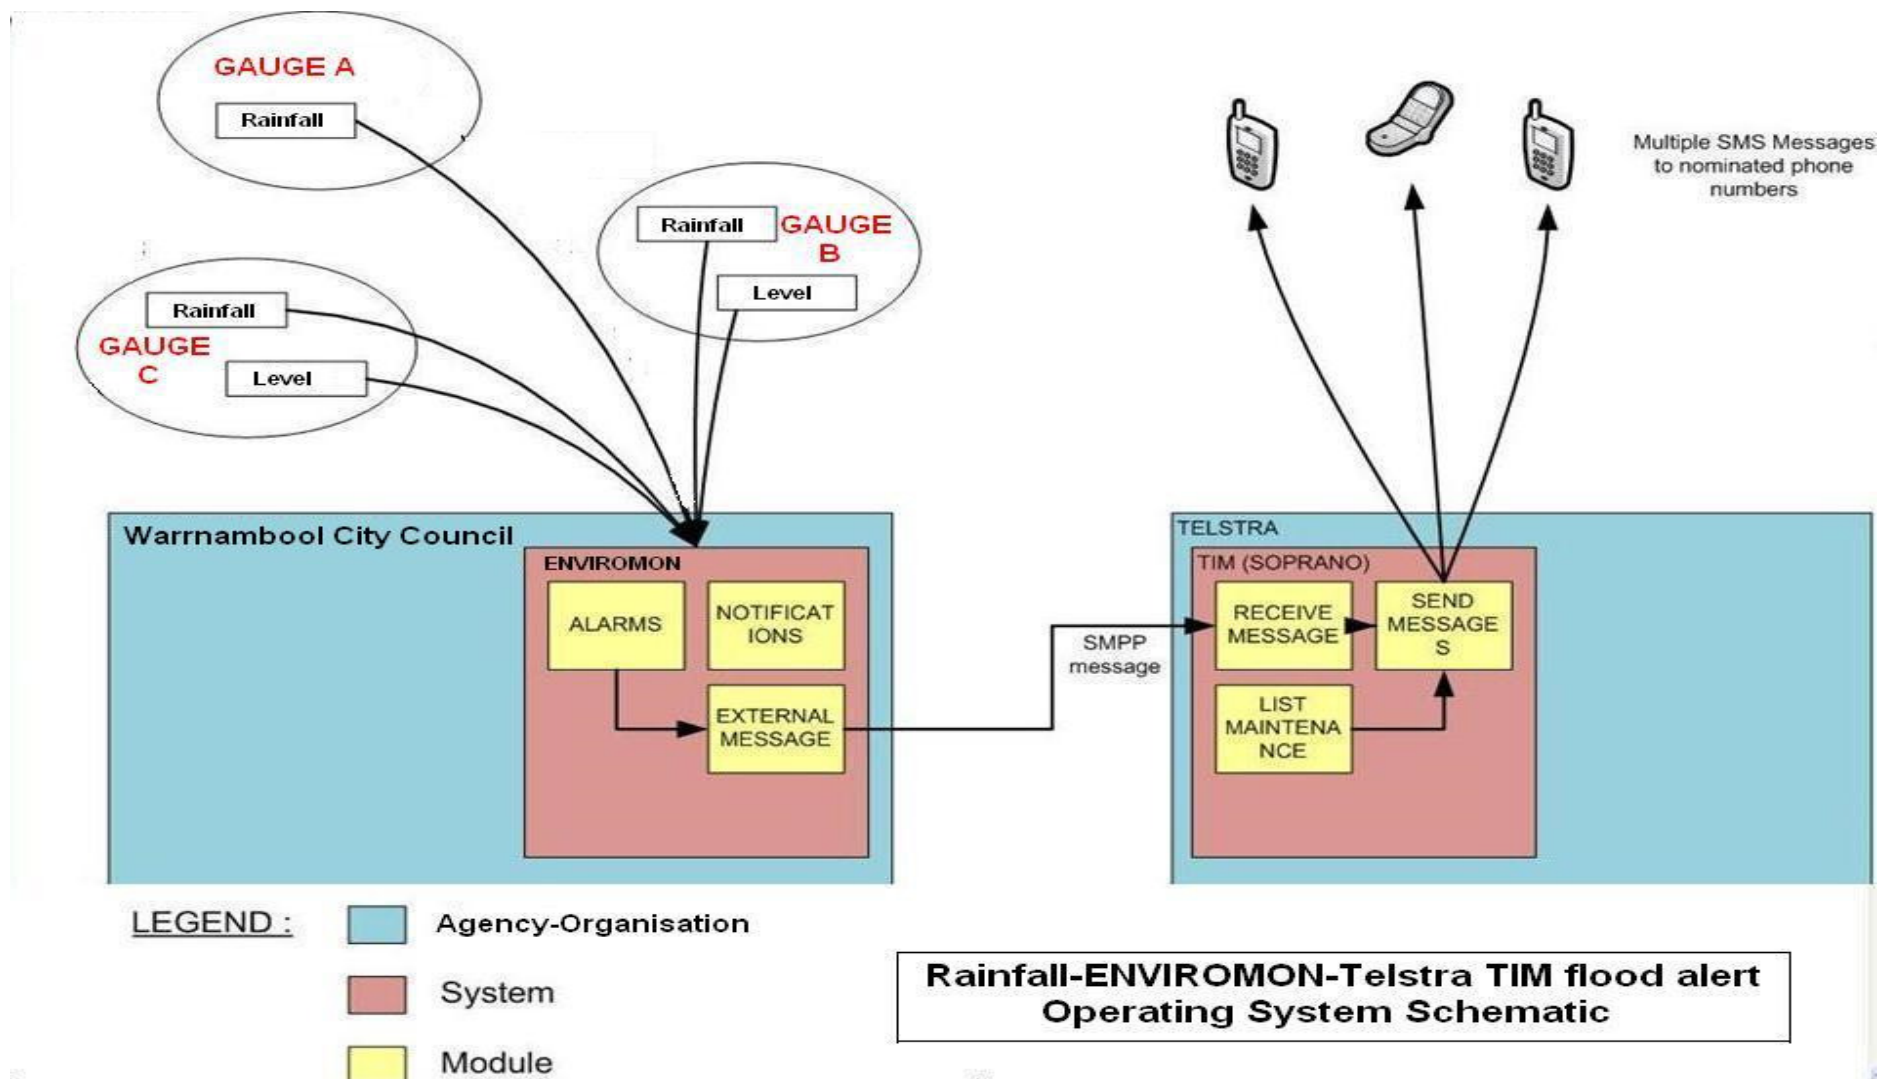 GAUGE A
Rainfall
Rainfall
GAUGE
B
Level
Rainfall
GAUGE
C
Level
Multiple SMS Messages
to nominated phone
numbers
Warrnambool City Council
ENVIROMON
ALARMS
NOTIFICAT
IONS
EXTERNAL
MESSAGE
SMPP
message
TELSTRA
TIM (SOPRANO)
RECEIVE
MESSAGE
SEND
MESSAGE
S
LIST
MAINTENA
NCE
LEGEND :
Agency-Organisation
System
Module
Rainfall-ENVIROMON-Telstra TIM flood alert
Operating System Schematic